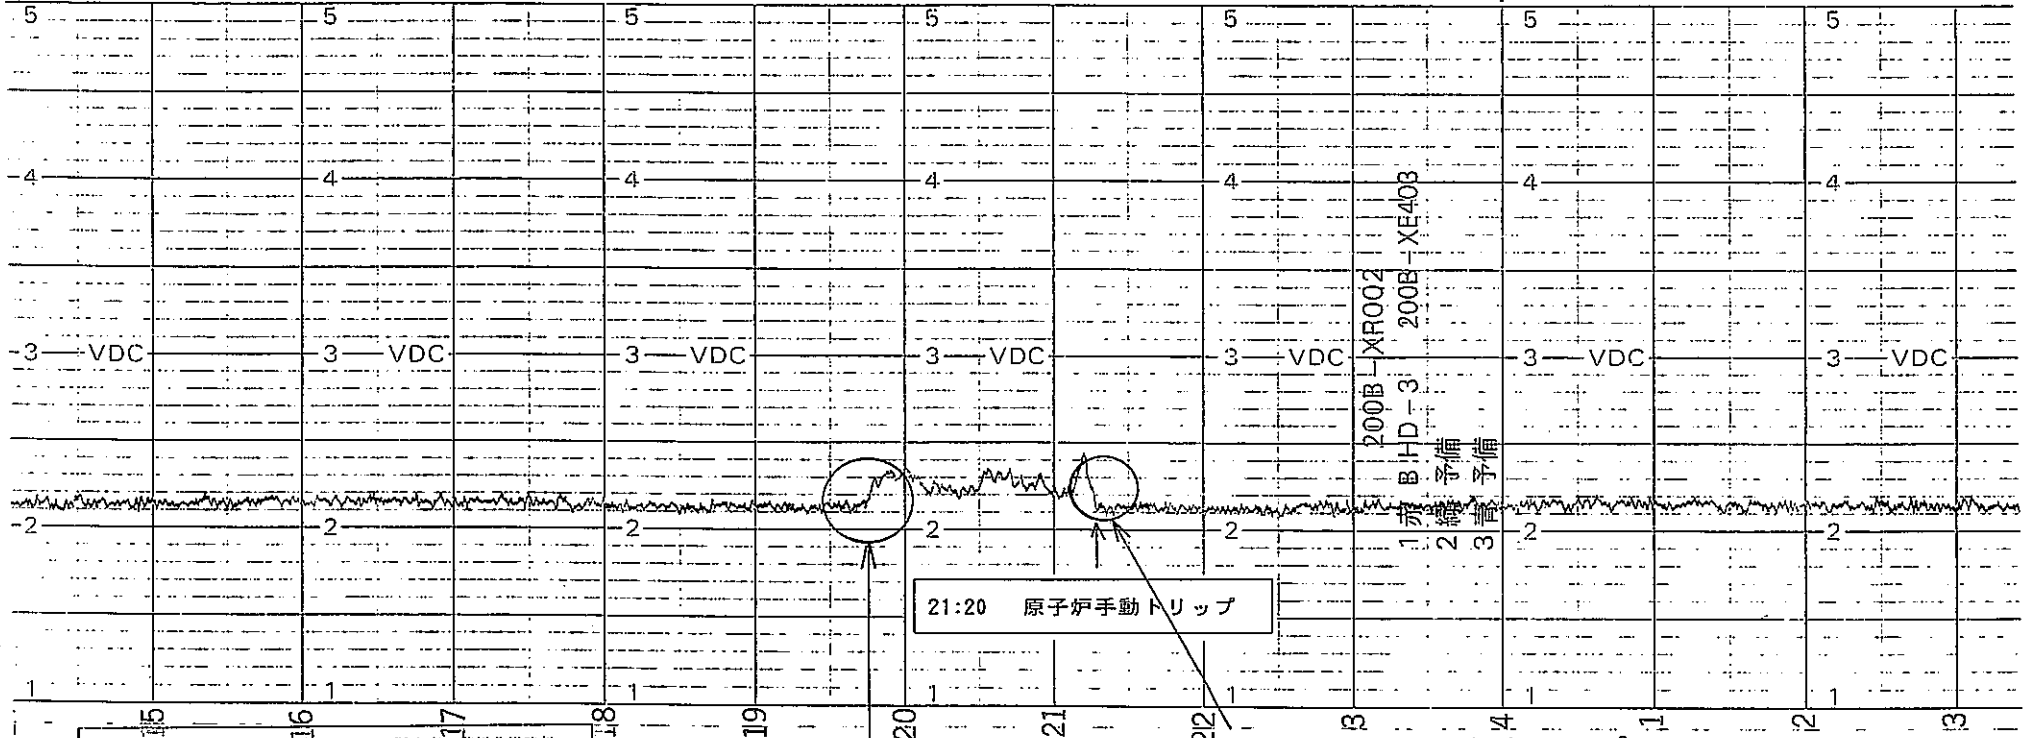 5 5 5 5 5 5 5
4 4 4 4 4 4 4
3 VDC 3 VDC 3 VDC 3 VDC 3 VDC 3 VDC 3 VDC
2 2 2 2 2 2 2
1 1 1 1 1 1 1
15 16 17 18 19 20 21 22 23 24 1 2 3
200B-XR002
1 赤 B HD-3 200B-XE403
2 緑 予備
3 青 予備
21:20 原子炉手動トリップ